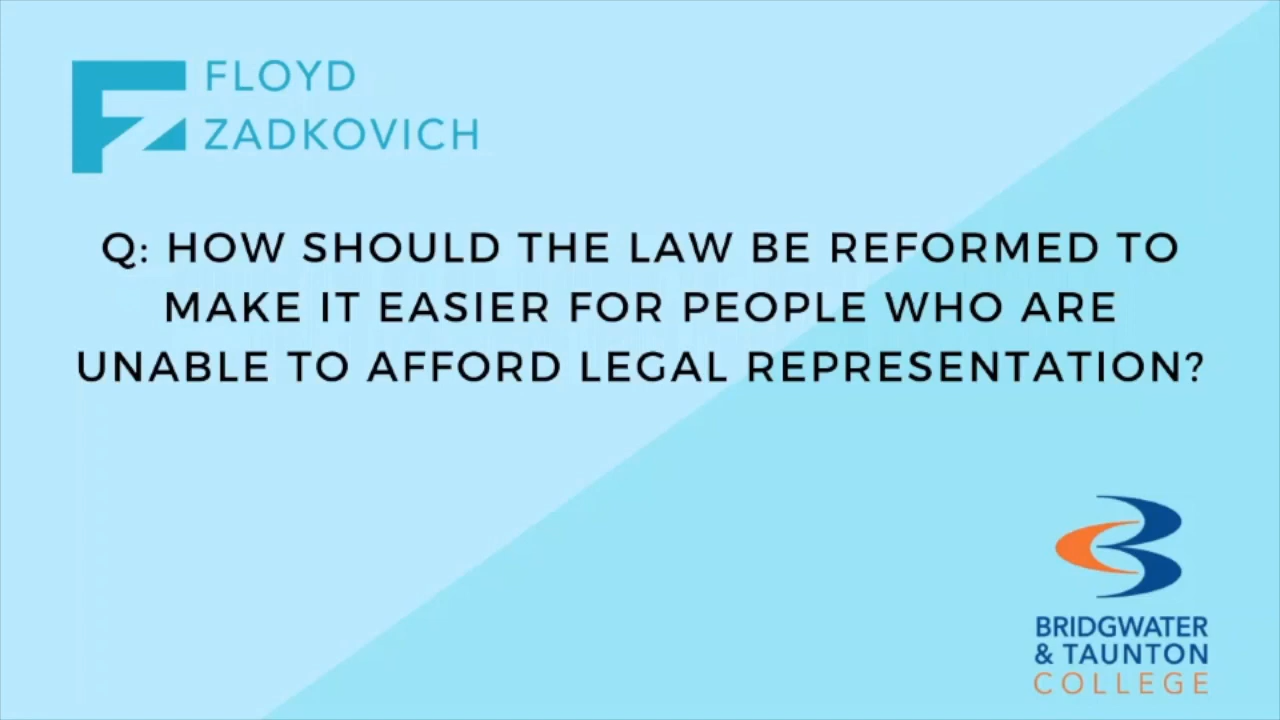 FLOYD
ZADKOVICH
Q: HOW SHOULD THE LAW BE REFORMED TO
MAKE IT EASIER FOR PEOPLE WHO ARE
UNABLE TO AFFORD LEGAL REPRESENTATION?
BRIDGWATER
& TAUNTON
COLLEGE